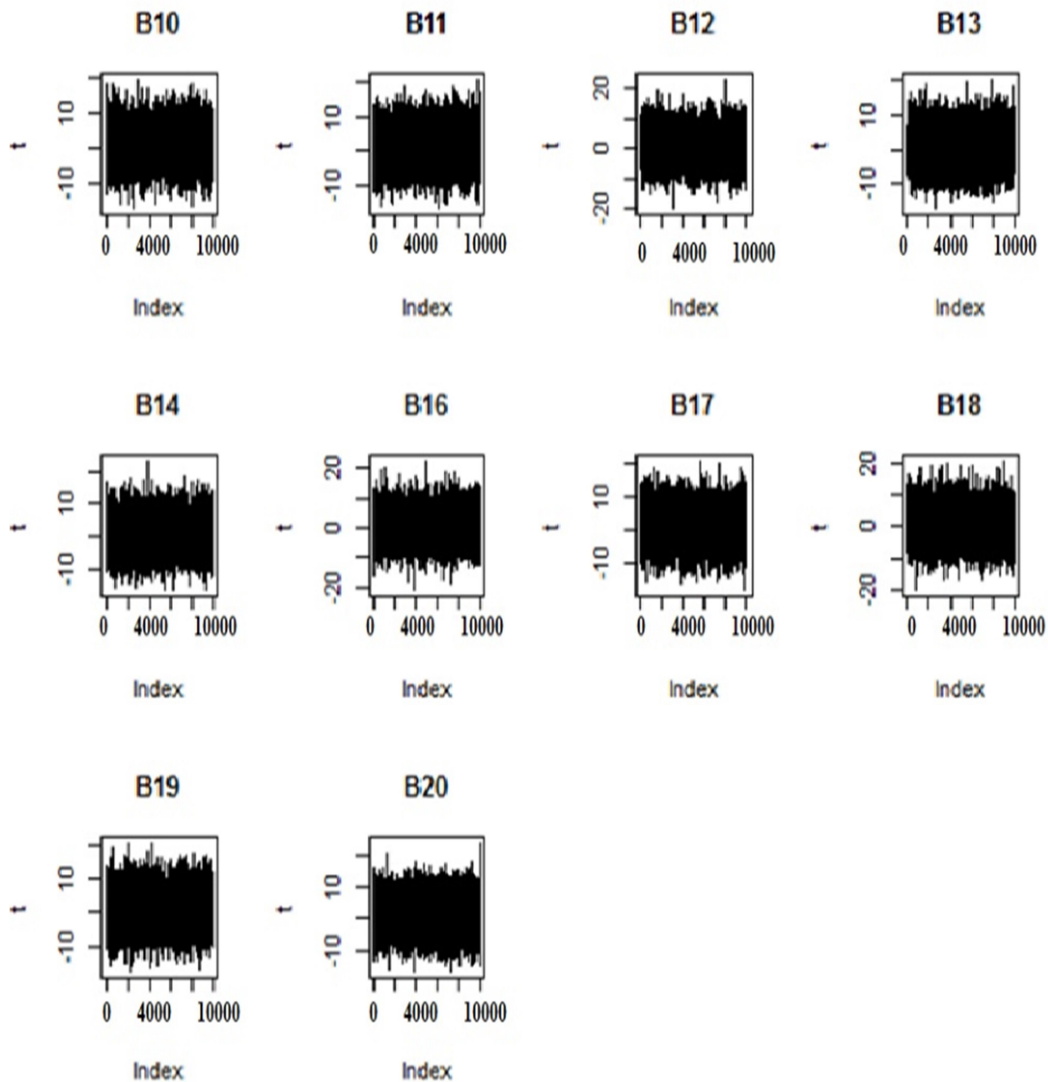 B10 B11 B12 B13
t 10 -10 t 10 -10 t 20 0 -20 t 10 -10
0 4000 10000 0 4000 10000 0 4000 10000 0 4000 10000
Index Index Index Index
B14 B16 B17 B18
t 10 -10 t 20 0 -20 t 10 -10 t 20 0 -20
0 4000 10000 0 4000 10000 0 4000 10000 0 4000 10000
Index Index Index Index
B19 B20
t 10 -10 t 10 -10
0 4000 10000 0 4000 10000
Index Index